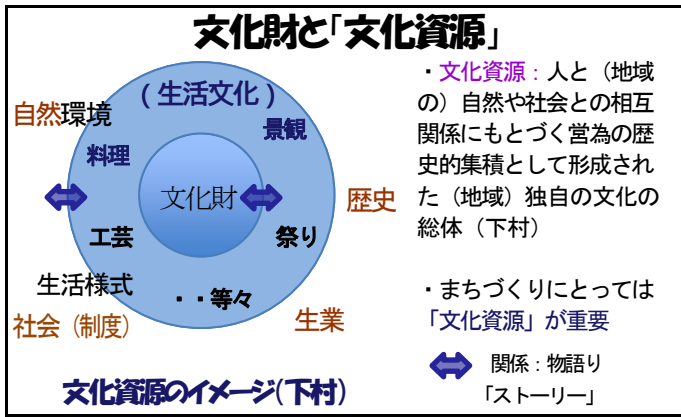 文化財と「文化資源」
（生活文化）
自然環境
景観
料理
文化財
歴史
工芸
祭り
生活様式
・・等々
社会（制度）
生業
文化資源のイメージ(下村)
・文化資源：人と（地域
の）自然や社会との相互
関係にもとづく営為の歴
史的集積として形成され
た（地域）独自の文化の
総体（下村）
・まちづくりにとっては
「文化資源」が重要
関係：物語り
「ストーリー」